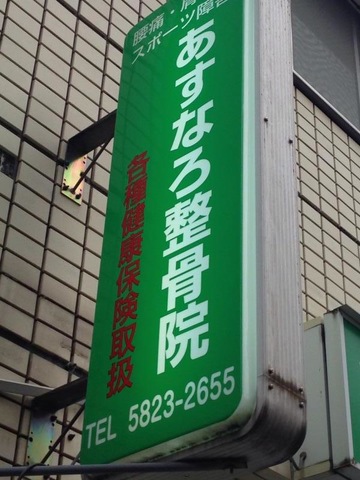 腰痛・肩
スポーツ障害
あすなろ整骨院
各種健康保険取扱
TEL 5823-2655